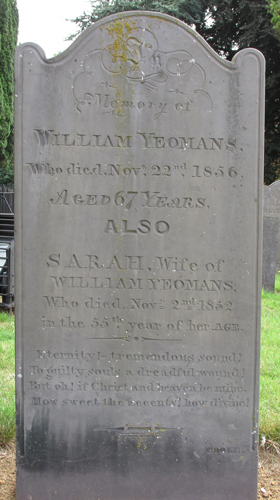 In
Memory of
WILLIAM YEOMANS,
Who died Novr. 22nd. 1856,
AGED 67 YEARS.
ALSO
SARAH, Wife of
WILLIAM YEOMANS,
Who died Novr. 2nd. 1852
in the 55th. year of her AGE.
Eternity! tremendous sound!
To guilty souls a dreadful wound!
But oh! if Christ and heaven be mine,
How sweet the accents! how divine!